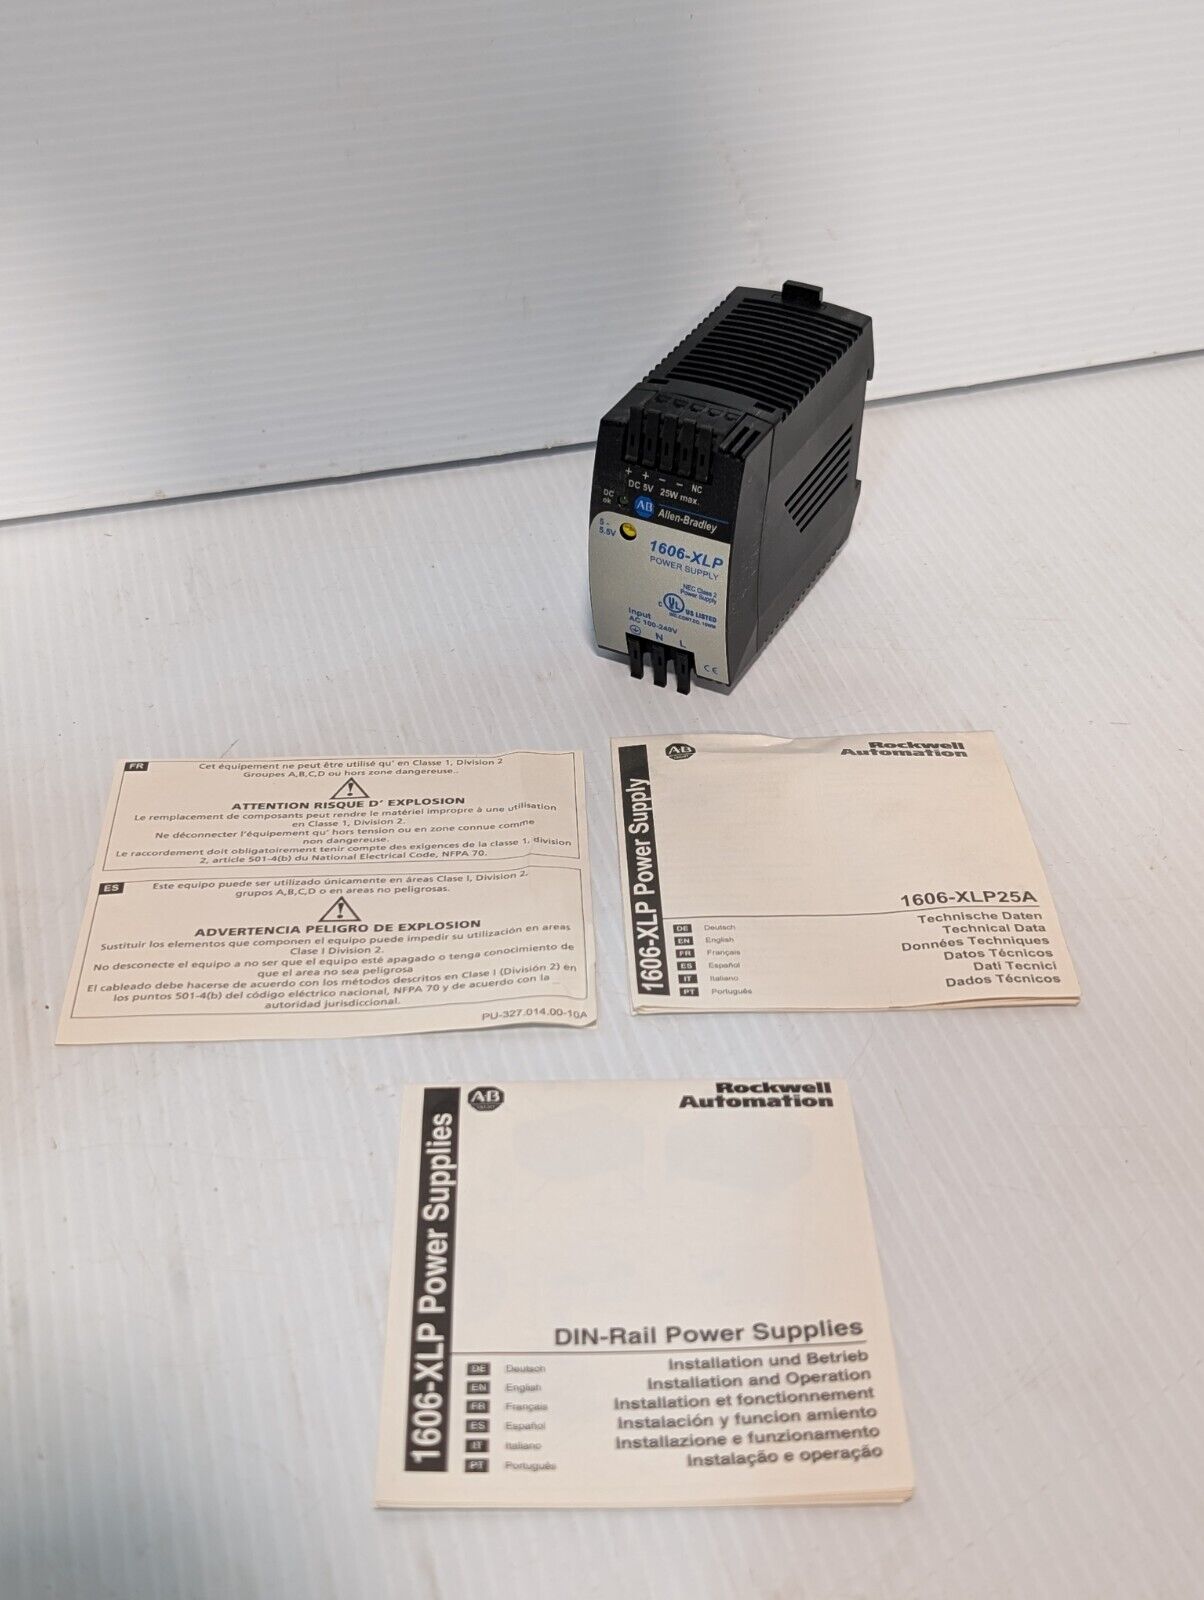 + + − − NC
DC 5V 25W max.
DC
ok
AB Allen-Bradley
5 -
5.5V
1606-XLP
POWER SUPPLY
NEC Class 2
Power Supply
C UL US LISTED
IND. CONT. EQ. 18WM
Input
AC 100-240V
N L
CE
FR
Cet équipement ne peut être utilisé qu' en Classe 1, Division 2
Groupes A,B,C,D ou hors zone dangereuse..
ATTENTION RISQUE D' EXPLOSION
Le remplacement de composants peut rendre le matériel impropre à une utilisation
en Classe 1, Division 2.
Ne déconnecter l'équipement qu' hors tension ou en zone connue comme
non dangereuse.
Le raccordement doit obligatoirement tenir compte des exigences de la classe 1, division
2, article 501-4(b) du National Electrical Code, NFPA 70.
ES
Este equipo puede ser utilizado únicamente en áreas Clase I, Division 2.
grupos A,B,C,D o en areas no peligrosas.
ADVERTENCIA PELIGRO DE EXPLOSION
Sustituir los elementos que componen el equipo puede impedir su utilización en areas
Clase I Division 2.
No desconecte el equipo a no ser que el equipo esté apagado o tenga conocimiento de
que el area no sea peligrosa
El cableado debe hacerse de acuerdo con los métodos descritos en Clase I (División 2) en
los puntos 501-4(b) del código eléctrico nacional, NFPA 70 y de acuerdo con la
autoridad jurisdiccional.
PU-327.014.00-10A
1606-XLP Power Supply
AB
Rockwell
Automation
1606-XLP25A
Technische Daten
Technical Data
Données Techniques
Datos Técnicos
Dati Tecnici
Dados Técnicos
DE Deutsch
EN English
FR Français
ES Español
IT Italiano
PT Português
1606-XLP Power Supplies
AB
Rockwell
Automation
DIN-Rail Power Supplies
Installation und Betrieb
Installation and Operation
Installation et fonctionnement
Instalación y funcion amiento
Installazione e funzionamento
Instalação e operação
DE Deutsch
EN English
FR Français
ES Español
IT Italiano
PT Português